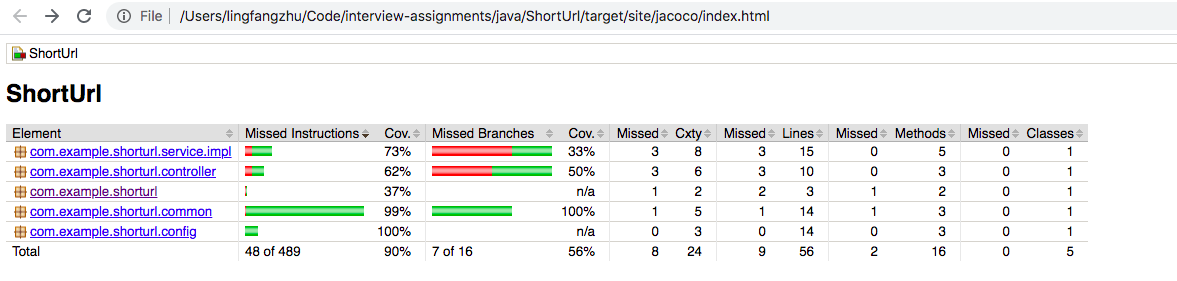 File /Users/lingfangzhu/Code/interview-assignments/java/ShortUrl/target/site/jacoco/index.html
ShortUrl
ShortUrl
Element Missed Instructions Cov. Missed Branches Cov. Missed Cxty Missed Lines Missed Methods Missed Classes
com.example.shorturl.service.impl 73% 33% 3 8 3 15 0 5 0 1
com.example.shorturl.controller 62% 50% 3 6 3 10 0 3 0 1
com.example.shorturl 37% n/a 1 2 2 3 1 2 0 1
com.example.shorturl.common 99% 100% 1 5 1 14 1 3 0 1
com.example.shorturl.config 100% n/a 0 3 0 14 0 3 0 1
Total 48 of 489 90% 7 of 16 56% 8 24 9 56 2 16 0 5